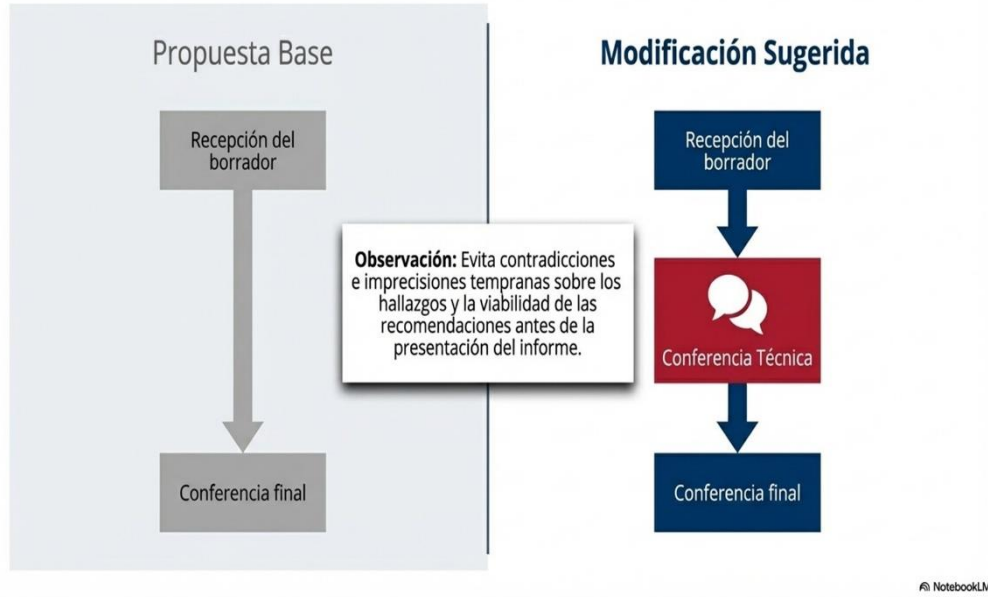 Propuesta Base
Recepción del
borrador
Conferencia final
Observación: Evita contradicciones
e imprecisiones tempranas sobre los
hallazgos y la viabilidad de las
recomendaciones antes de la
presentación del informe.
Modificación Sugerida
Recepción del
borrador
Conferencia Técnica
Conferencia final
NotebookLM